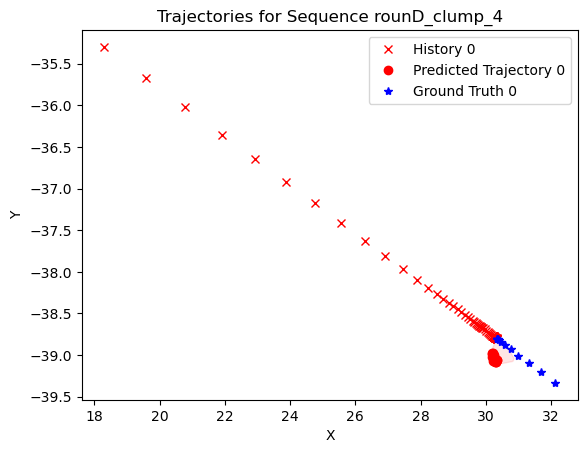 Trajectories for Sequence rounD_clump_4
History 0
Predicted Trajectory 0
Ground Truth 0
−35.5
−36.0
−36.5
−37.0
−37.5
−38.0
−38.5
−39.0
−39.5
Y
18 20 22 24 26 28 30 32
X